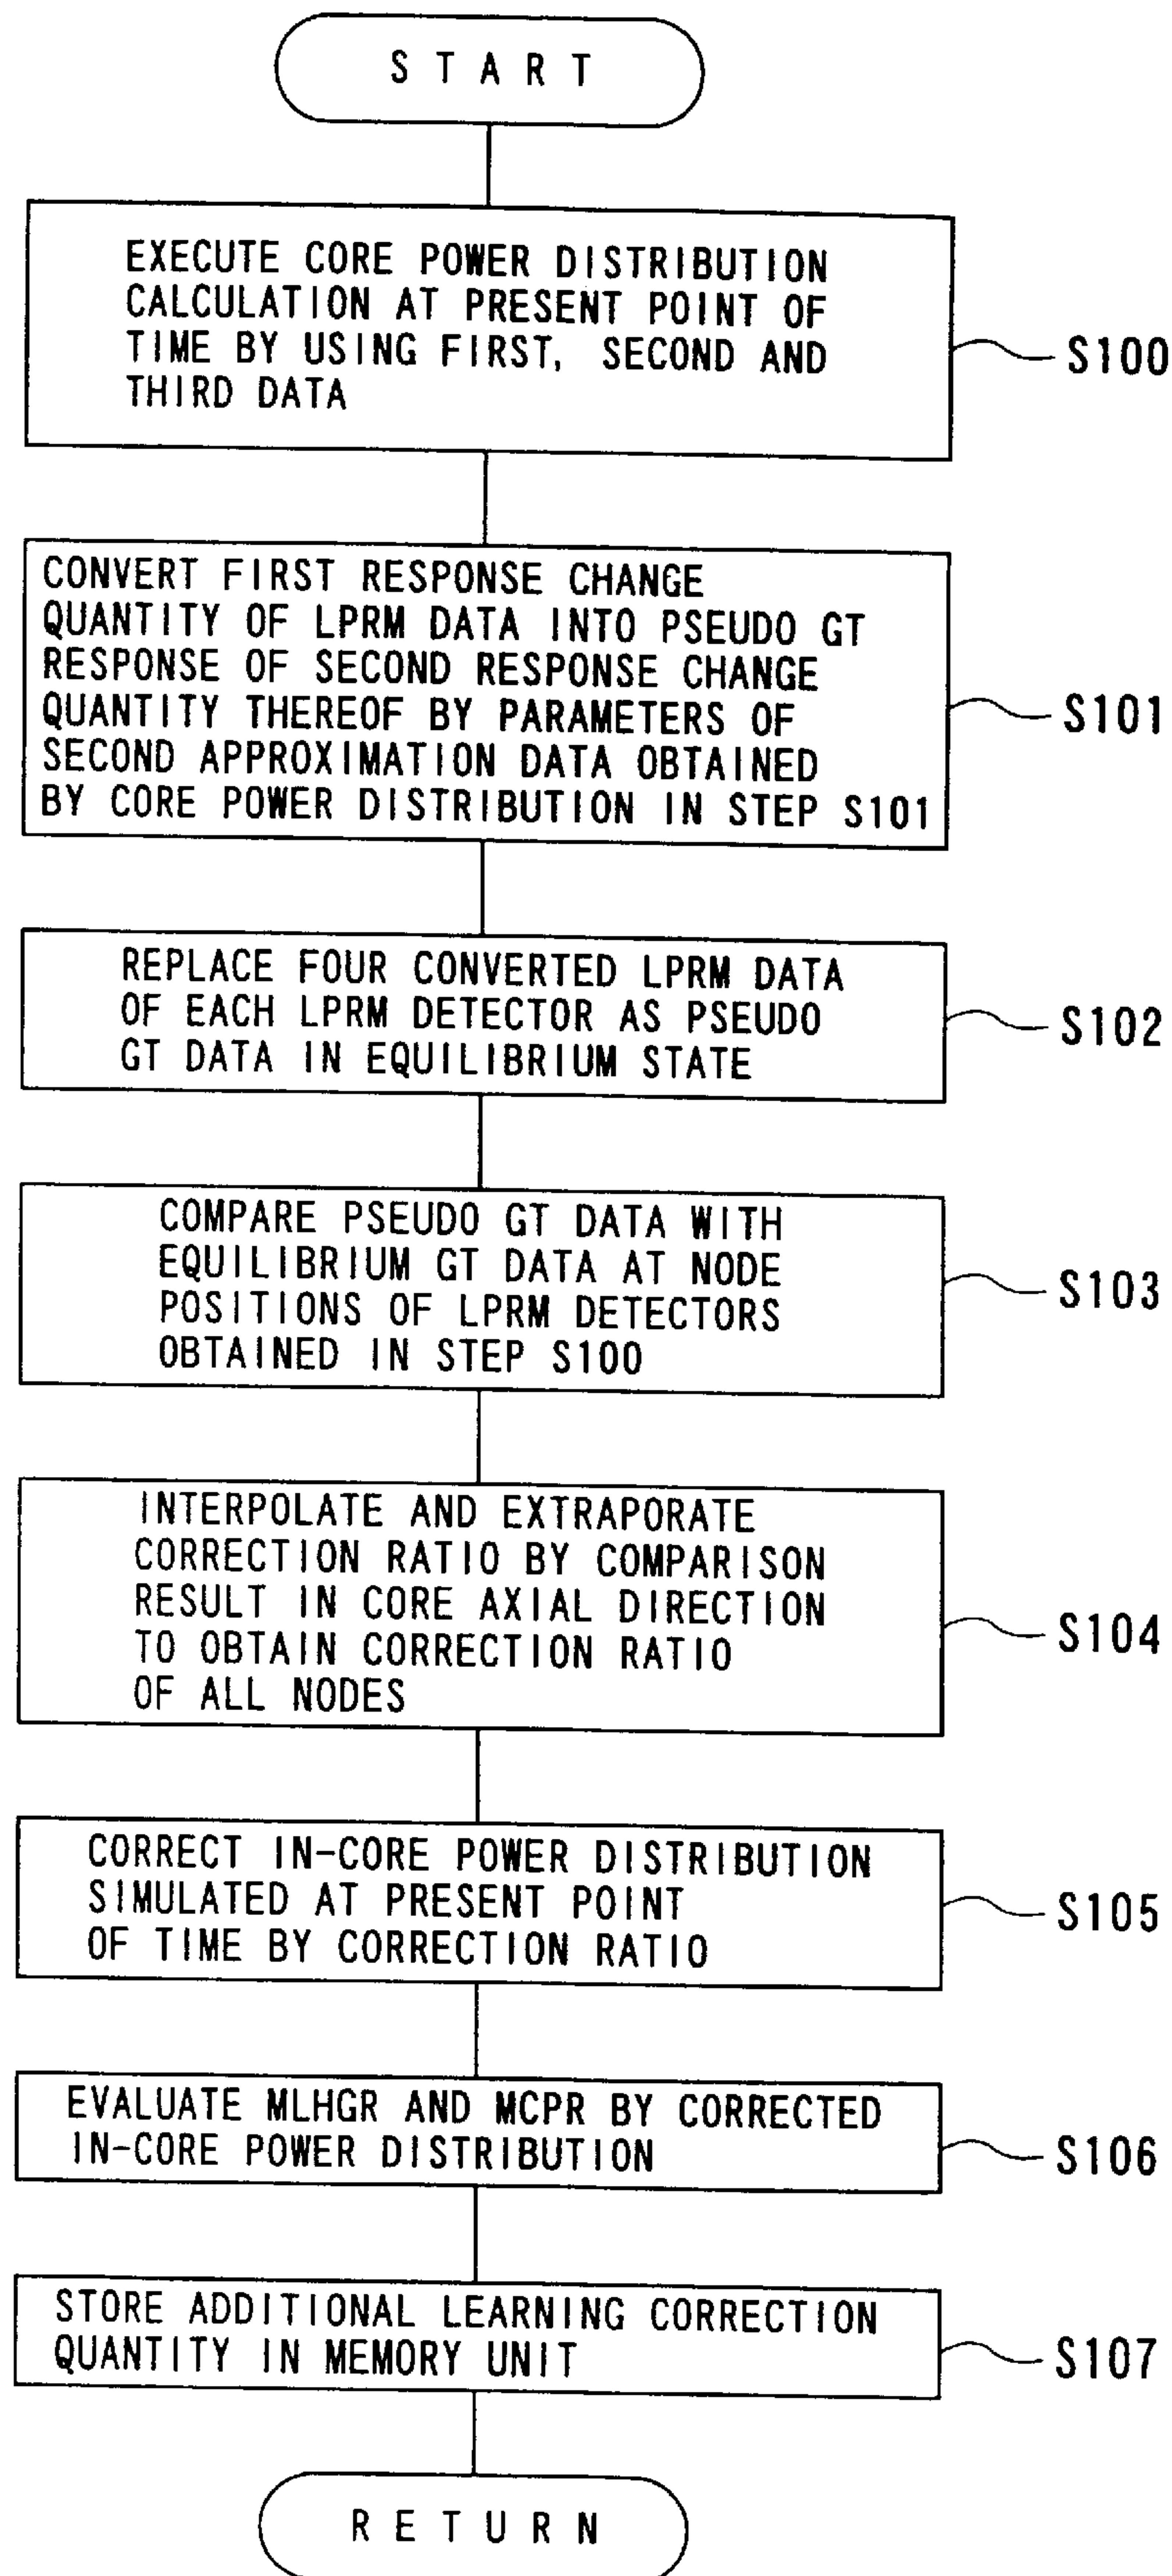 START
EXECUTE CORE POWER DISTRIBUTION
CALCULATION AT PRESENT POINT OF
TIME BY USING FIRST, SECOND AND
THIRD DATA
S100
CONVERT FIRST RESPONSE CHANGE
QUANTITY OF LPRM DATA INTO PSEUDO GT
RESPONSE OF SECOND RESPONSE CHANGE
QUANTITY THEREOF BY PARAMETERS OF
SECOND APPROXIMATION DATA OBTAINED
BY CORE POWER DISTRIBUTION IN STEP S101
S101
REPLACE FOUR CONVERTED LPRM DATA
OF EACH LPRM DETECTOR AS PSEUDO
GT DATA IN EQUILIBRIUM STATE
S102
COMPARE PSEUDO GT DATA WITH
EQUILIBRIUM GT DATA AT NODE
POSITIONS OF LPRM DETECTORS
OBTAINED IN STEP S100
S103
INTERPOLATE AND EXTRAPORATE
CORRECTION RATIO BY COMPARISON
RESULT IN CORE AXIAL DIRECTION
TO OBTAIN CORRECTION RATIO
OF ALL NODES
S104
CORRECT IN-CORE POWER DISTRIBUTION
SIMULATED AT PRESENT POINT
OF TIME BY CORRECTION RATIO
S105
EVALUATE MLHGR AND MCPR BY CORRECTED
IN-CORE POWER DISTRIBUTION
S106
STORE ADDITIONAL LEARNING CORRECTION
QUANTITY IN MEMORY UNIT
S107
RETURN